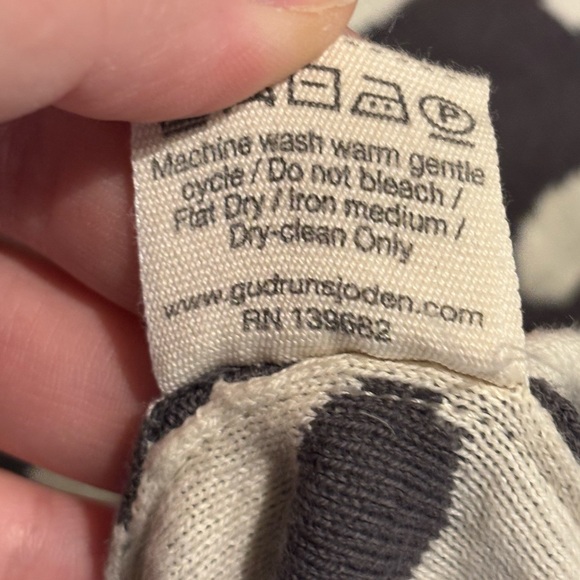 P
Machine wash warm gentle
cycle / Do not bleach /
Flat Dry / Iron medium /
Dry-clean Only
www.gudrunsjoden.com
RN 139682